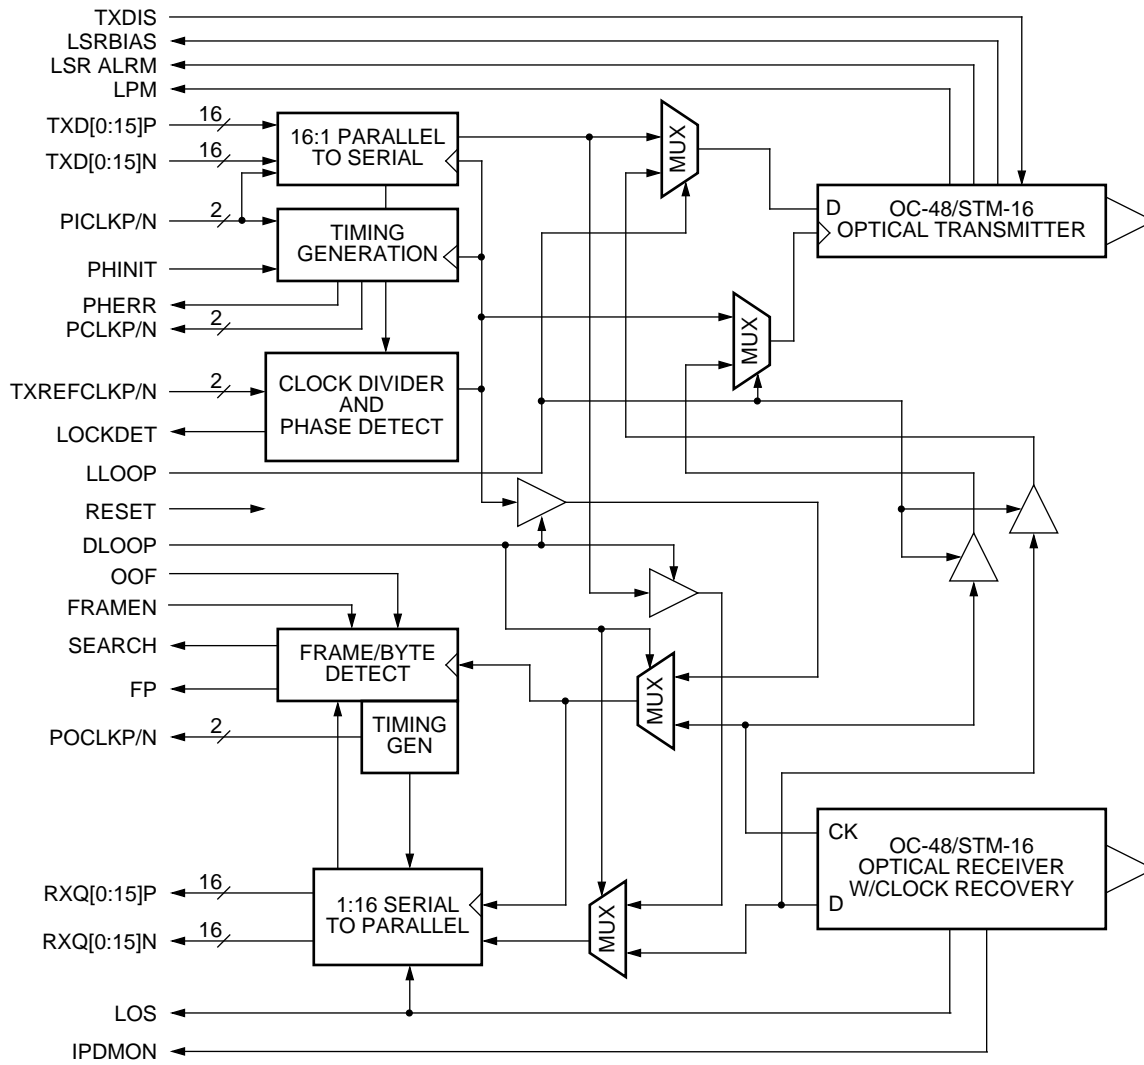 TXDIS
LSRBIAS
LSR ALRM
LPM
TXD[0:15]P
16
TXD[0:15]N
16
16:1 PARALLEL
TO SERIAL
MUX
PICLKP/N
2
TIMING
GENERATION
D
OC-48/STM-16
OPTICAL TRANSMITTER
PHINIT
PHERR
PCLKP/N
2
MUX
TXREFCLKP/N
2
CLOCK DIVIDER
AND
PHASE DETECT
LOCKDET
LLOOP
RESET
DLOOP
OOF
FRAMEN
SEARCH
FRAME/BYTE
DETECT
FP
MUX
POCLKP/N
2
TIMING
GEN
CK
OC-48/STM-16
OPTICAL RECEIVER
W/CLOCK RECOVERY
D
RXQ[0:15]P
16
RXQ[0:15]N
16
1:16 SERIAL
TO PARALLEL
MUX
LOS
IPDMON